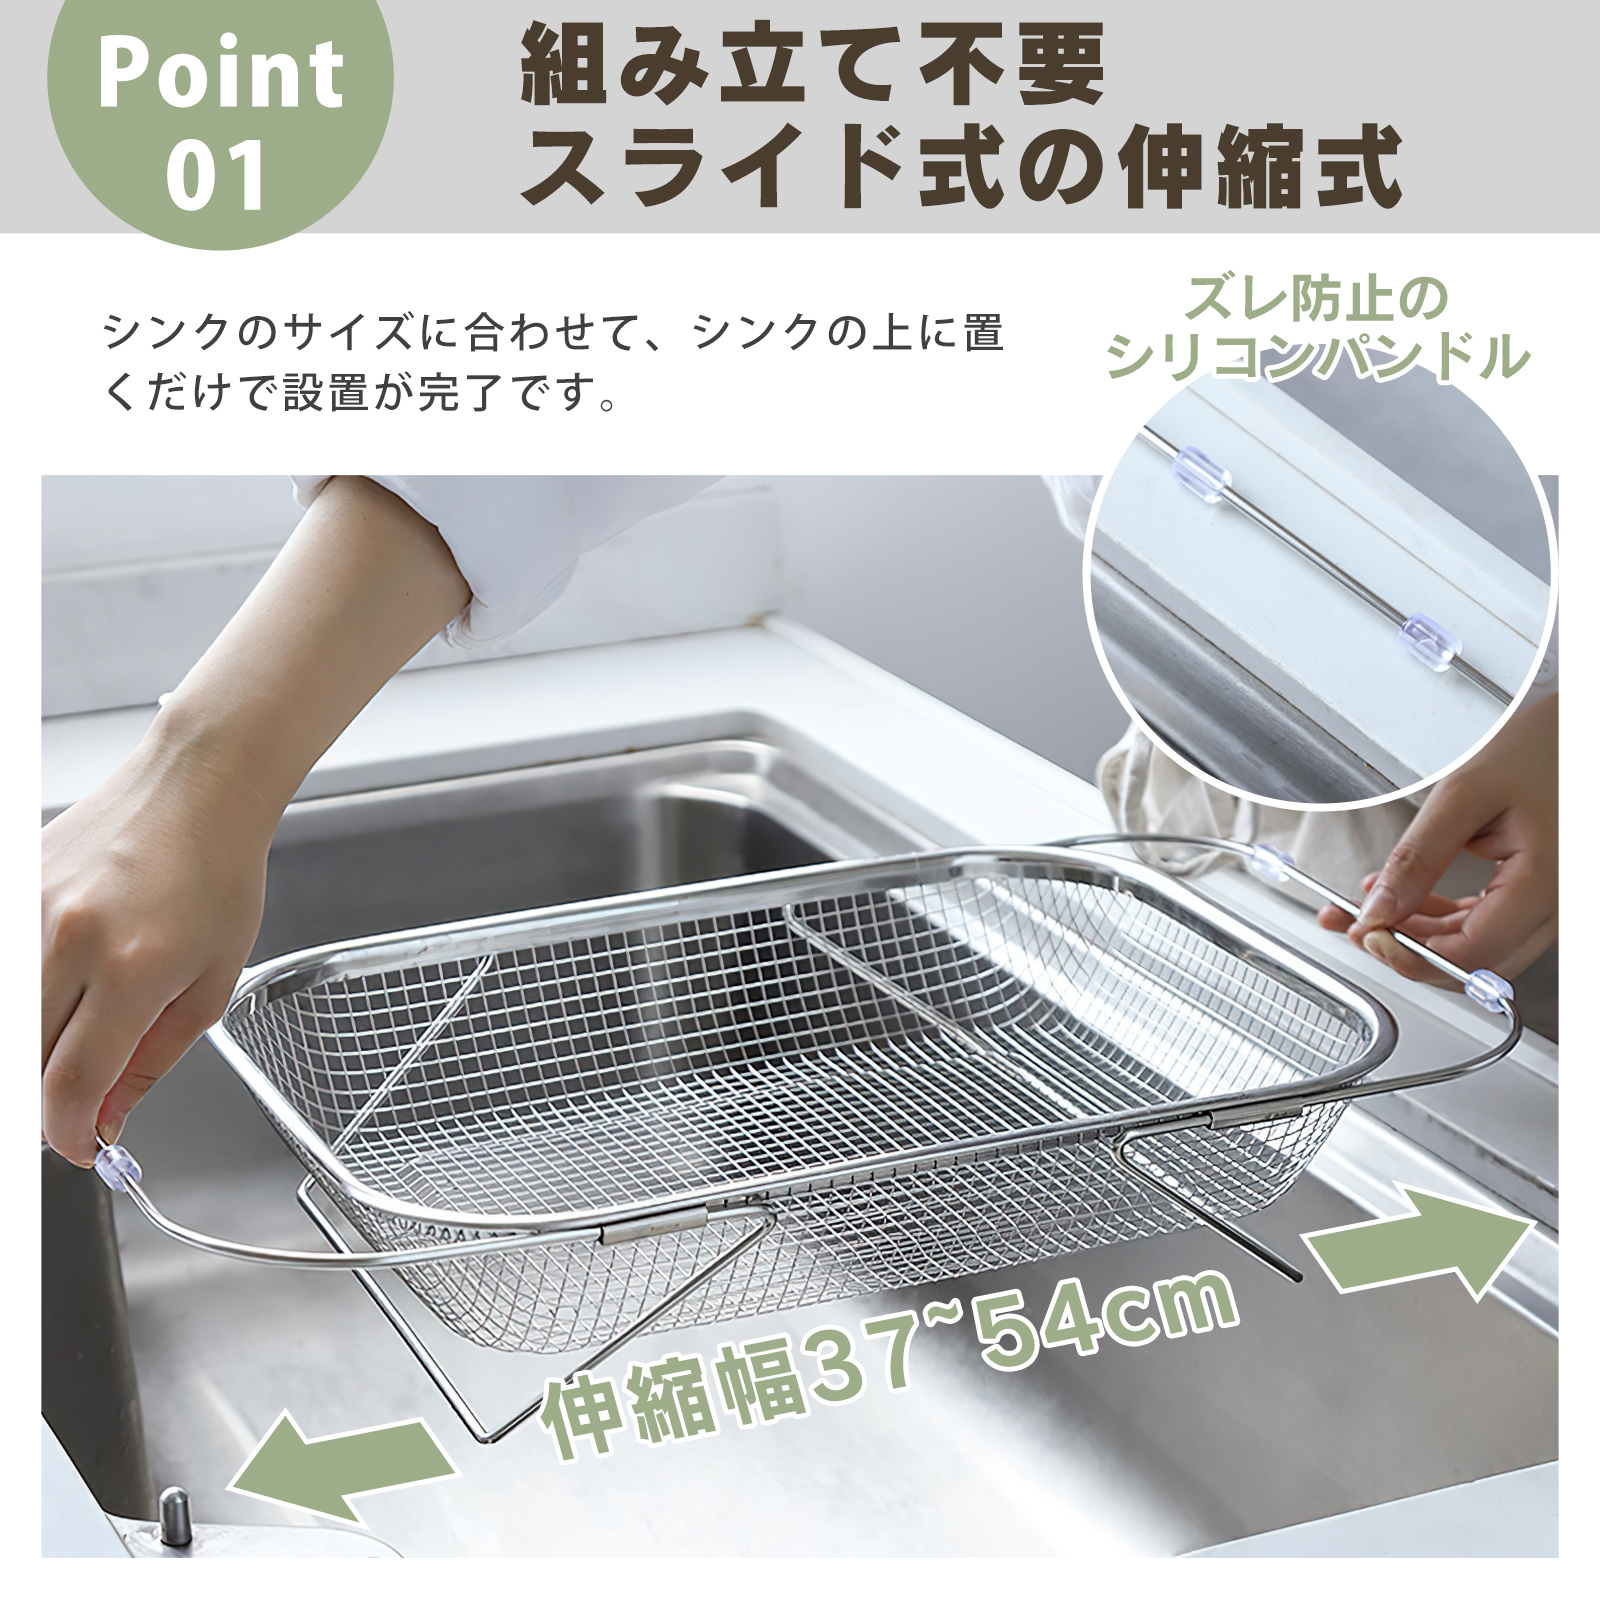 Point
01
組み立て不要
スライド式の伸縮式
シンクのサイズに合わせて、シンクの上に置
くだけで設置が完了です。
ズレ防止の
シリコンパンドル
伸縮幅37~54cm